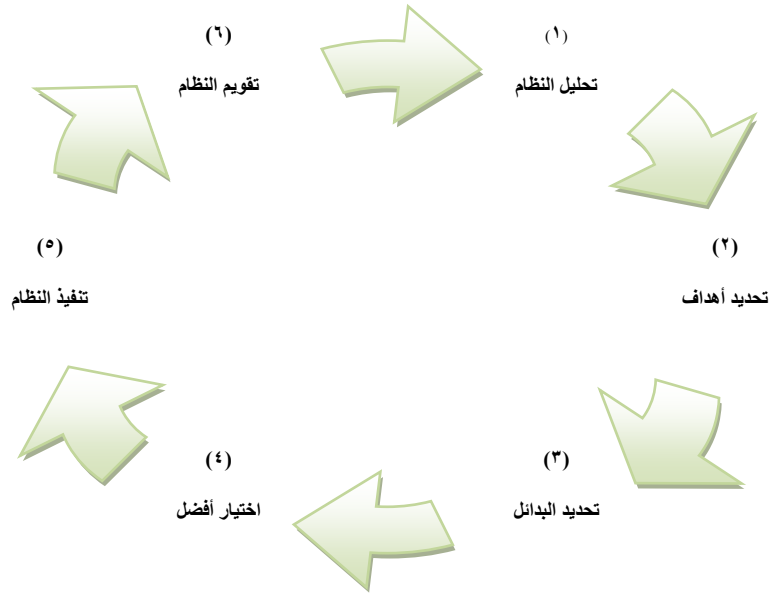 (١)
تحليل النظام
(٢)
تحديد أهداف
(٣)
تحديد البدائل
(٤)
اختيار أفضل
(٥)
تنفيذ النظام
(٦)
تقويم النظام